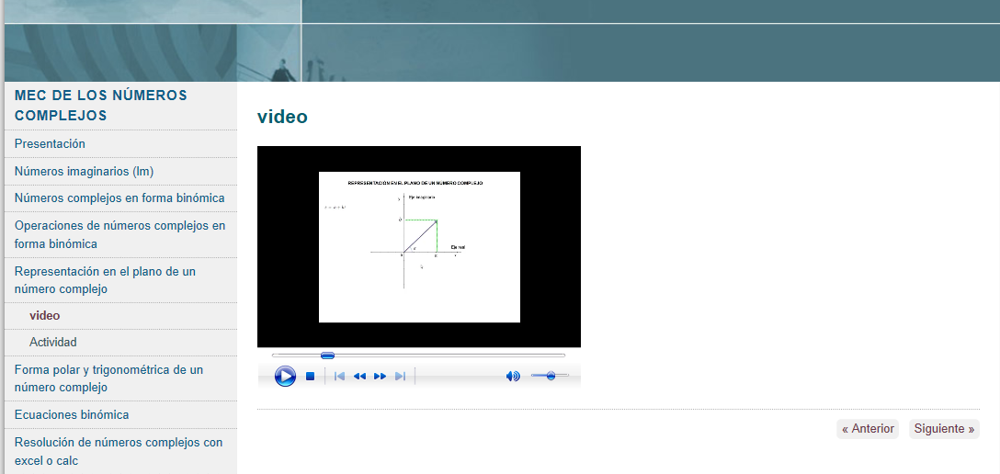 MEC DE LOS NÚMEROS
COMPLEJOS
Presentación
Números imaginarios (Im)
Números complejos en forma binómica
Operaciones de números complejos en
forma binómica
Representación en el plano de un
número complejo
video
Actividad
Forma polar y trigonométrica de un
número complejo
Ecuaciones binómica
Resolución de números complejos con
excel o calc
video
REPRESENTACION EN EL PLANO DE UN NUMERO COMPLEJO
Eje imaginario
Eje real
« Anterior
Siguiente »